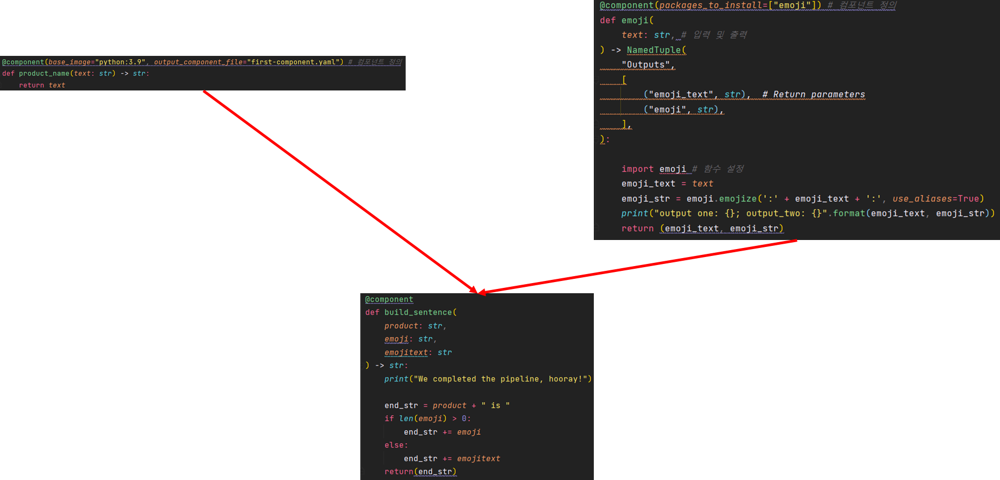 @component(base_image="python:3.9", output_component_file="first-component.yaml") # 컴포넌트 정의
def product_name(text: str) -> str:
    return text
@component(packages_to_install=["emoji"]) # 컴포넌트 정의
def emoji(
    text: str, # 입력 및 출력
) -> NamedTuple(
    "Outputs",
    [
        ("emoji_text", str),  # Return parameters
        ("emoji", str),
    ],
):
    import emoji # 함수 설정
    emoji_text = text
    emoji_str = emoji.emojize(':' + emoji_text + ':', use_aliases=True)
    print("output one: {}; output_two: {}".format(emoji_text, emoji_str))
    return (emoji_text, emoji_str)
@component
def build_sentence(
    product: str,
    emoji: str,
    emojitext: str
) -> str:
    print("We completed the pipeline, hooray!")
    end_str = product + " is "
    if len(emoji) > 0:
        end_str += emoji
    else:
        end_str += emojitext
    return(end_str)